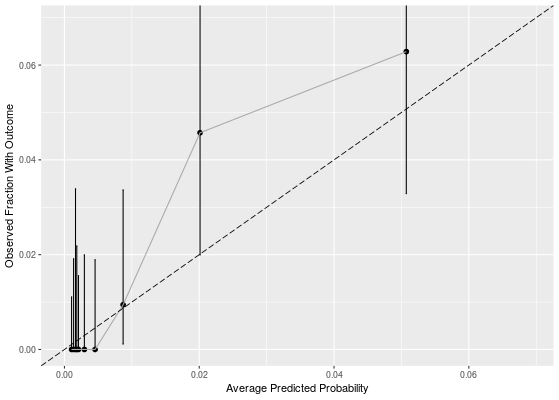 Observed Fraction With Outcome
0.06
0.04
0.02
0.00
0.00 0.02 0.04 0.06
Average Predicted Probability